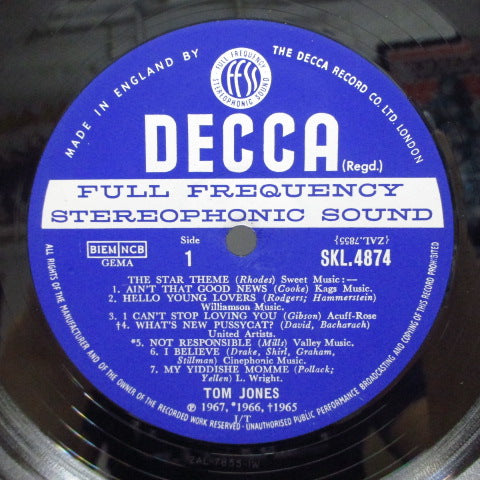 MADE IN ENGLAND BY
THE DECCA RECORD CO. LTD. LONDON
FULL FREQUENCY
ffss
STEREOPHONIC SOUND
DECCA (Regd.)
FULL FREQUENCY
STEREOPHONIC SOUND
BIEM NCB
GEMA
Side
1
{ZAL.7855}
SKL.4874
THE STAR THEME (Rhodes) Sweet Music:—
1. AIN'T THAT GOOD NEWS (Cooke) Kags Music.
2. HELLO YOUNG LOVERS (Rodgers; Hammerstein)
Williamson Music.
3. I CAN'T STOP LOVING YOU (Gibson) Acuff-Rose
†4. WHAT'S NEW PUSSYCAT? (David, Bacharach)
United Artists.
*5. NOT RESPONSIBLE (Mills) Valley Music.
6. I BELIEVE (Drake, Shirl, Graham,
Stillman) Cinephonic Music.
7. MY YIDDISHE MOMME (Pollack;
Yellen) L. Wright.
TOM JONES
℗ 1967, *1966, †1965
I/T
ALL RIGHTS OF THE MANUFACTURER AND OF THE OWNER OF THE RECORDED WORK RESERVED · UNAUTHORISED PUBLIC PERFORMANCE BROADCASTING AND COPYING OF THIS RECORD PROHIBITED
ZAL-7855-1W